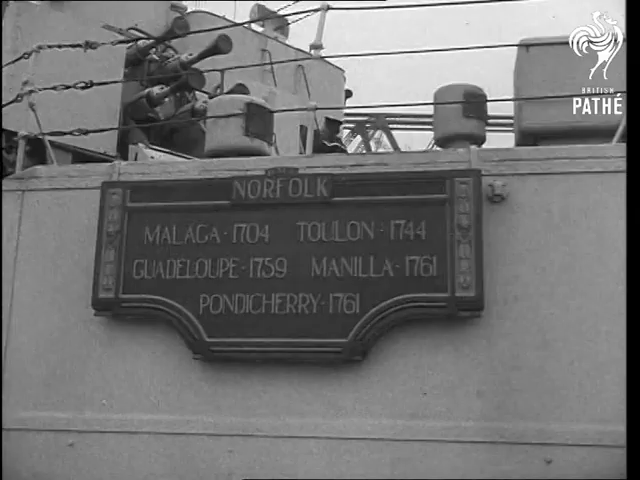 BRITISH
PATHÉ
NORFOLK
MALAGA · 1704 TOULON · 1744
GUADELOUPE · 1759 MANILLA · 1761
PONDICHERRY · 1761